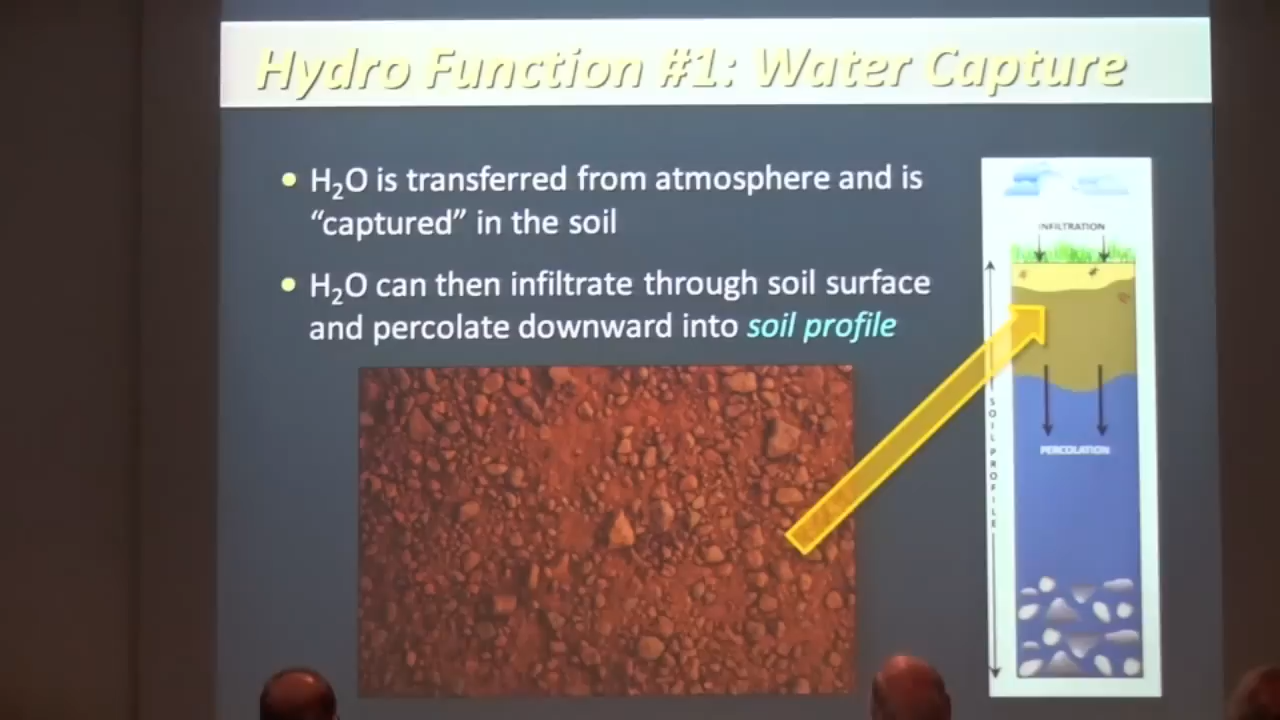 Hydro Function #1: Water Capture
• H₂O is transferred from atmosphere and is
“captured” in the soil
• H₂O can then infiltrate through soil surface
and percolate downward into soil profile
INFILTRATION
SOIL PROFILE
PERCOLATION